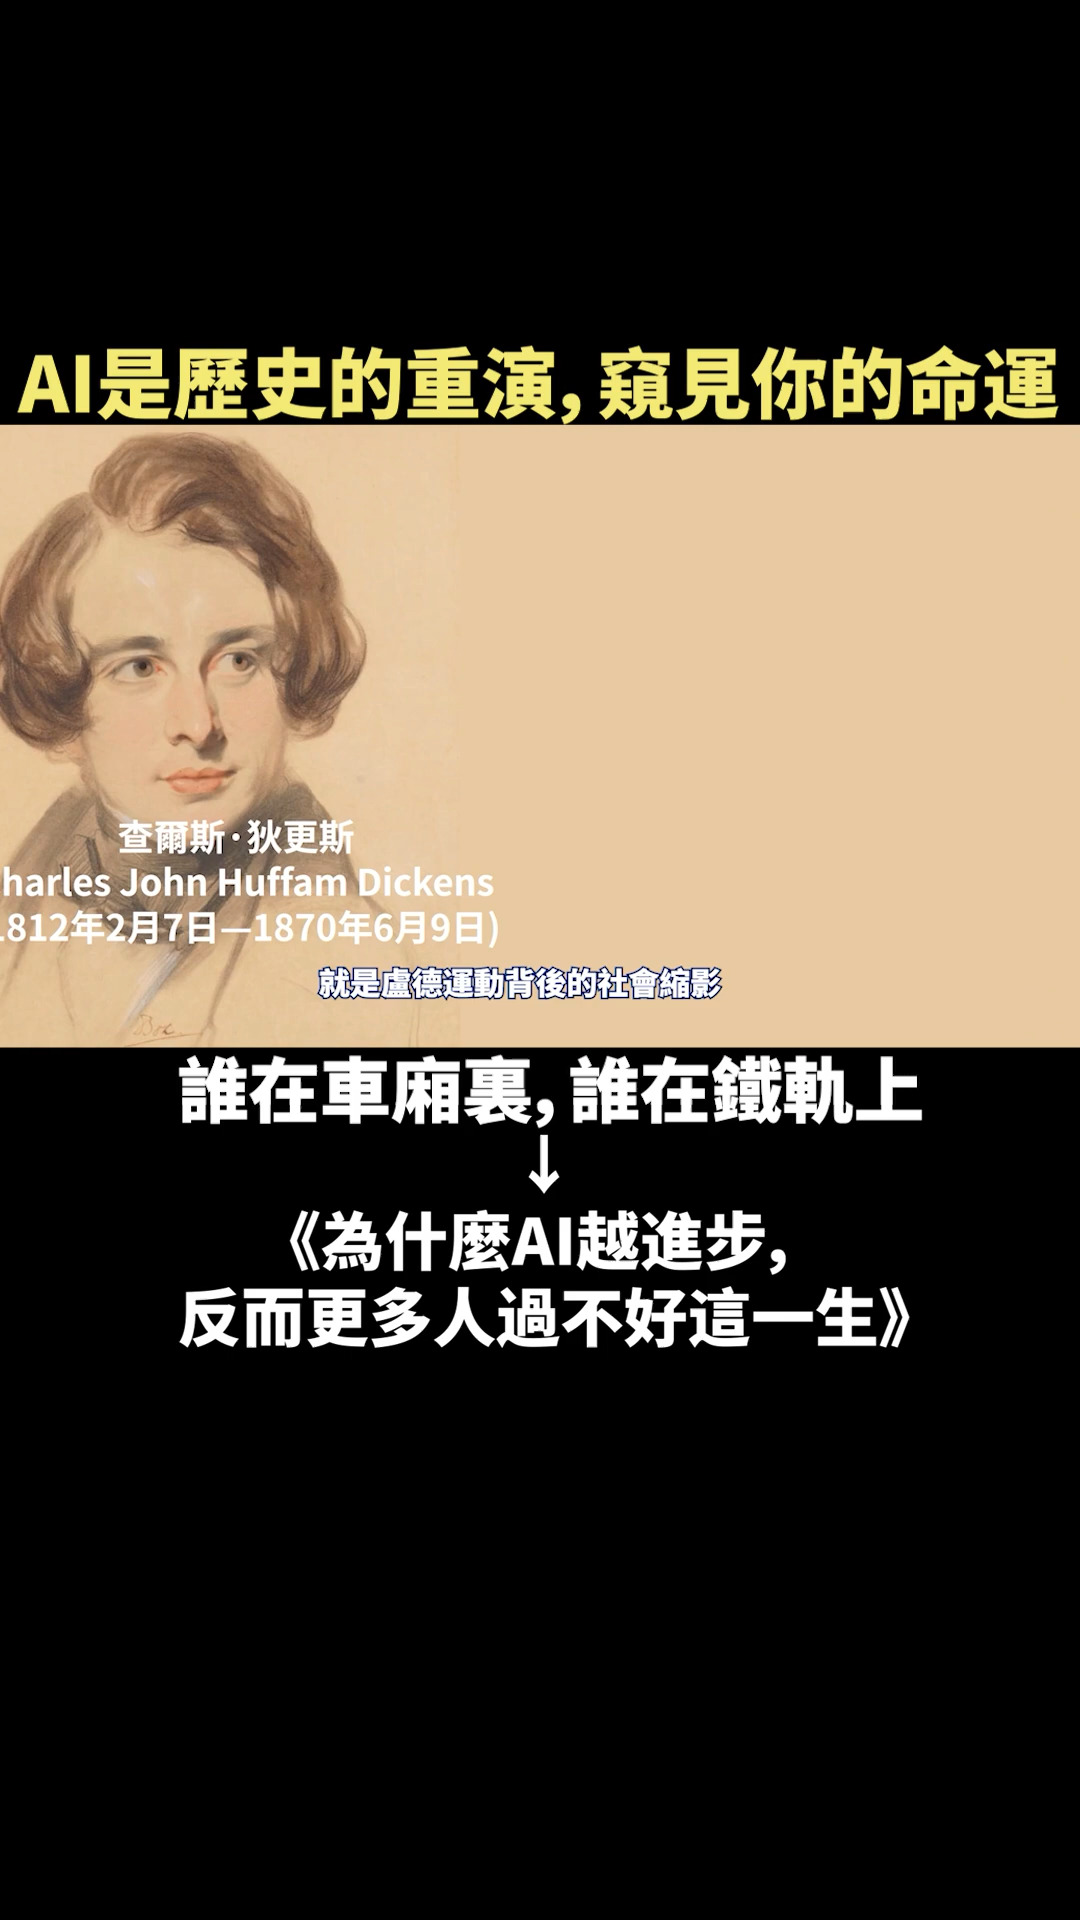 AI是歷史的重演,窺見你的命運
查爾斯·狄更斯
harles John Huffam Dickens
1812年2月7日—1870年6月9日)
就是盧德運動背後的社會縮影
Boz
誰在車廂裏,誰在鐵軌上
↓
《為什麼AI越進步,
反而更多人過不好這一生》